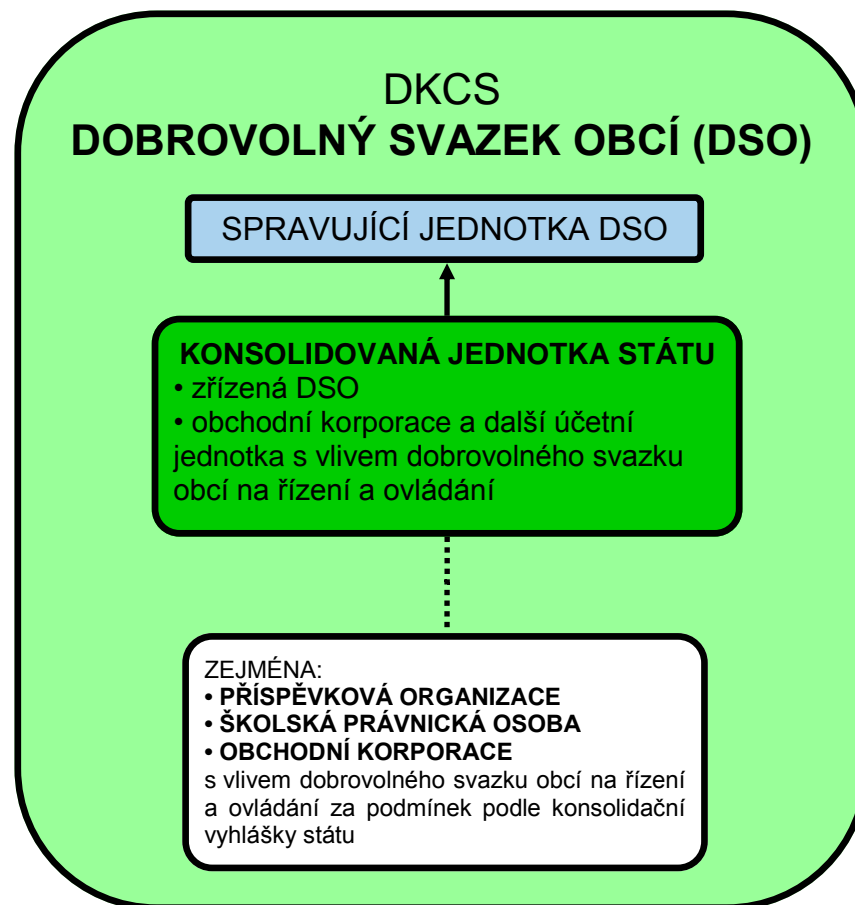 DKCS
DOBROVOLNÝ SVAZEK OBCÍ (DSO)
SPRAVUJÍCÍ JEDNOTKA DSO
KONSOLIDOVANÁ JEDNOTKA STÁTU
• zřízená DSO
• obchodní korporace a další účetní
jednotka s vlivem dobrovolného svazku
obcí na řízení a ovládání
ZEJMÉNA:
• PŘÍSPĚVKOVÁ ORGANIZACE
• ŠKOLSKÁ PRÁVNICKÁ OSOBA
• OBCHODNÍ KORPORACE
s vlivem dobrovolného svazku obcí na řízení
a ovládání za podmínek podle konsolidační
vyhlášky státu